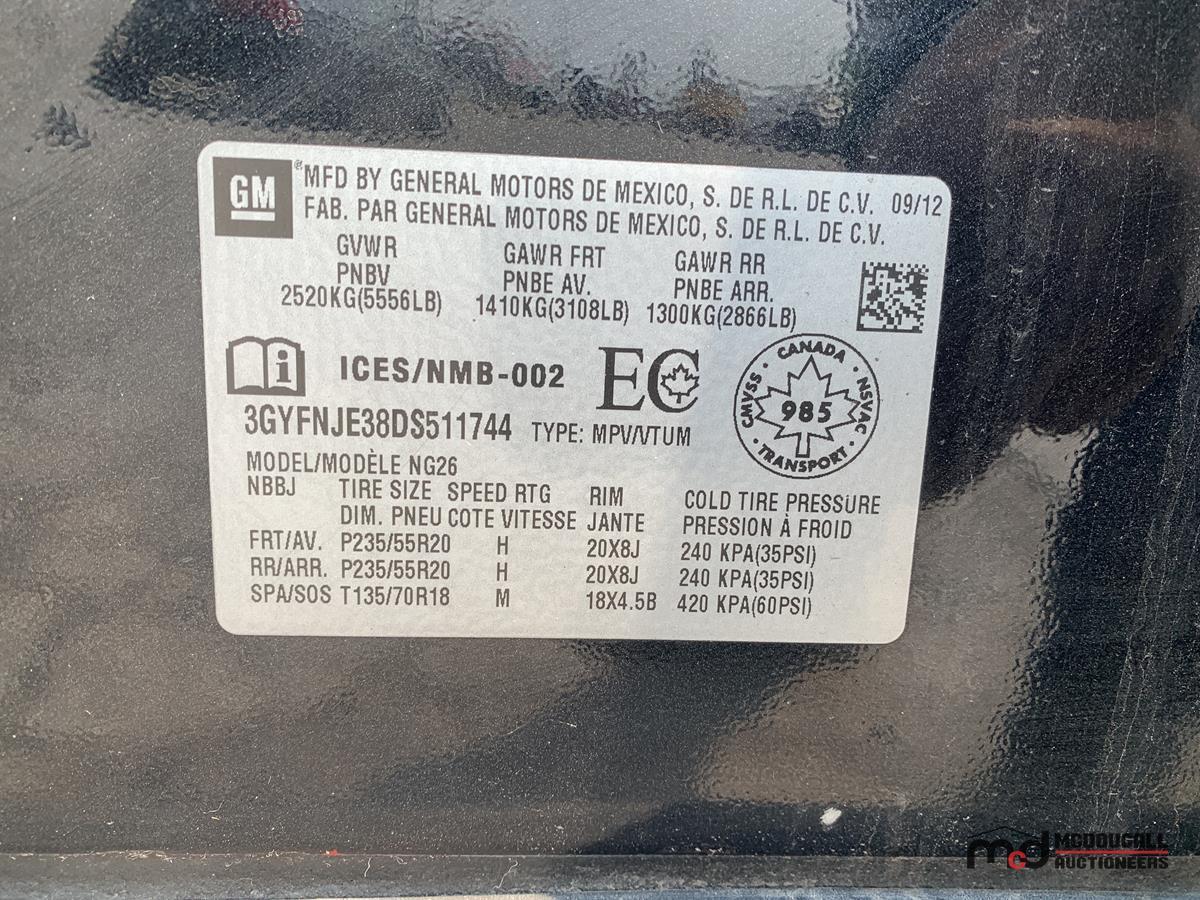 GM ® MFD BY GENERAL MOTORS DE MEXICO, S. DE R.L. DE C.V. 09/12
FAB. PAR GENERAL MOTORS DE MEXICO, S. DE R.L. DE C.V.
GVWR GAWR FRT GAWR RR
PNBV PNBE AV. PNBE ARR.
2520KG(5556LB) 1410KG(3108LB) 1300KG(2866LB)
i ICES/NMB-002 EC
CANADA
CMVSS · NSVAC
985
· TRANSPORT ·
3GYFNJE38DS511744 TYPE: MPV/VTUM
MODEL/MODÈLE NG26
NBBJ TIRE SIZE SPEED RTG RIM COLD TIRE PRESSURE
DIM. PNEU COTE VITESSE JANTE PRESSION À FROID
FRT/AV. P235/55R20 H 20X8J 240 KPA(35PSI)
RR/ARR. P235/55R20 H 20X8J 240 KPA(35PSI)
SPA/SOS T135/70R18 M 18X4.5B 420 KPA(60PSI)
mcd MCDOUGALL
AUCTIONEERS